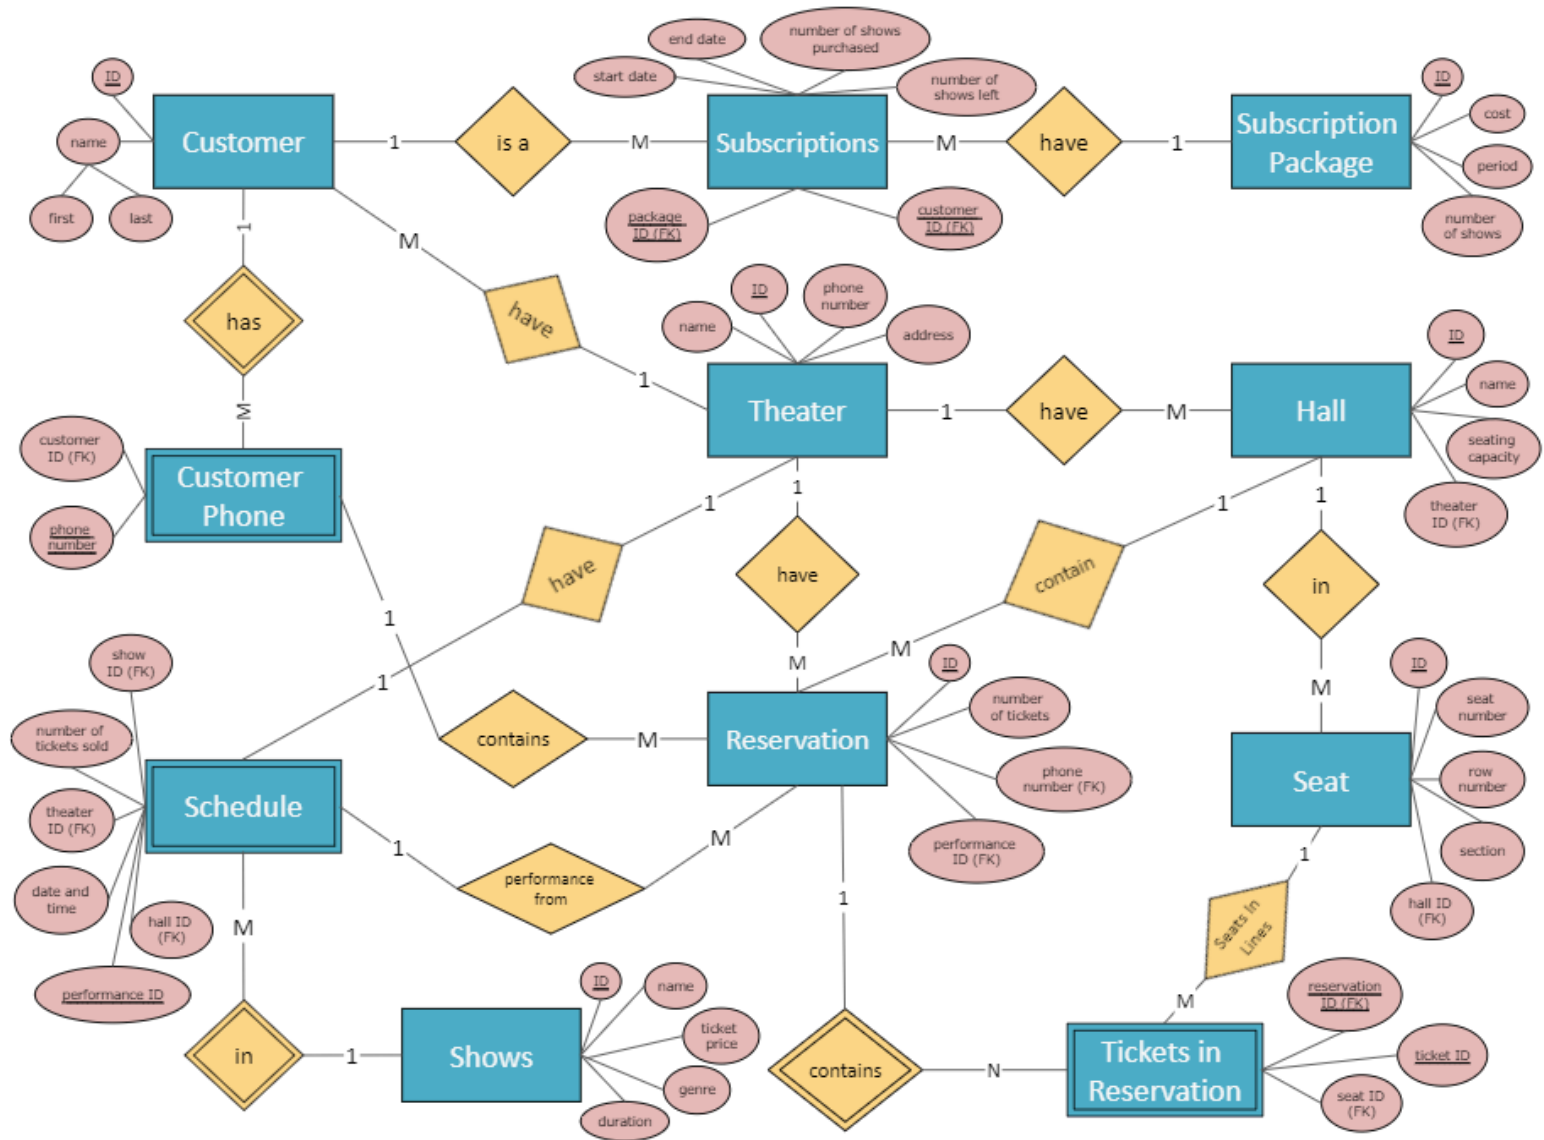 end date
number of shows
purchased
start date
number of
shows left
ID
ID
Customer
1
is a
M
Subscriptions
M
have
1
Subscription
Package
cost
name
period
first
last
package
ID (FK)
customer
ID (FK)
number
of shows
1
M
has
have
ID
phone
number
name
address
1
ID
name
M
Theater
1
have
M
Hall
customer
ID (FK)
seating
capacity
Customer
Phone
phone
number
theater
ID (FK)
1
1
1
1
have
have
contain
in
1
show
ID (FK)
M
M
ID
ID
1
M
number of
tickets sold
number
of tickets
seat
number
contains
M
Reservation
Schedule
phone
number (FK)
Seat
row
number
theater
ID (FK)
1
M
performance
ID (FK)
section
1
performance
from
date and
time
hall ID
(FK)
M
1
hall ID
(FK)
Seats In
Lines
performance ID
ID
name
reservation
ID (FK)
M
ticket
price
in
1
Shows
genre
duration
contains
N
Tickets in
Reservation
ticket ID
seat ID
(FK)